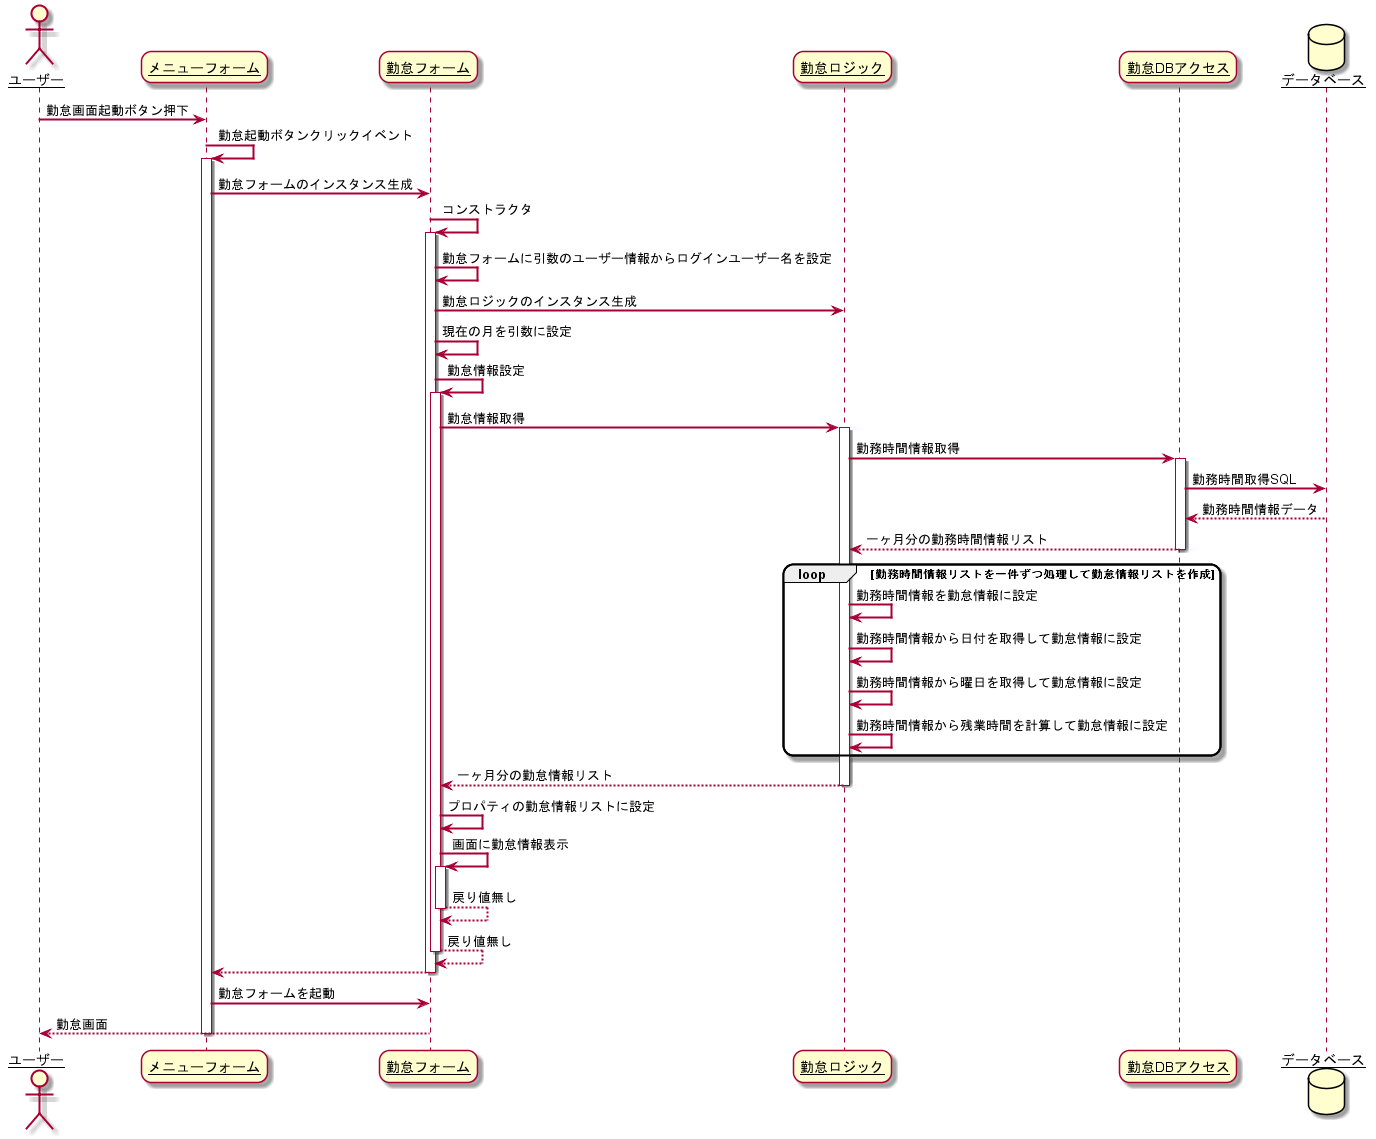 ユーザー
メニューフォーム
勤怠フォーム
勤怠ロジック
勤怠DBアクセス
データベース
勤怠画面起動ボタン押下
勤怠起動ボタンクリックイベント
勤怠フォームのインスタンス生成
コンストラクタ
勤怠フォームに引数のユーザー情報からログインユーザー名を設定
勤怠ロジックのインスタンス生成
現在の月を引数に設定
勤怠情報設定
勤怠情報取得
勤務時間情報取得
勤務時間取得SQL
勤務時間情報データ
一ヶ月分の勤務時間情報リスト
loop [勤務時間情報リストを一件ずつ処理して勤怠情報リストを作成]
勤務時間情報を勤怠情報に設定
勤務時間情報から日付を取得して勤怠情報に設定
勤務時間情報から曜日を取得して勤怠情報に設定
勤務時間情報から残業時間を計算して勤怠情報に設定
一ヶ月分の勤怠情報リスト
プロパティの勤怠情報リストに設定
画面に勤怠情報表示
戻り値無し
戻り値無し
勤怠フォームを起動
勤怠画面
ユーザー
メニューフォーム
勤怠フォーム
勤怠ロジック
勤怠DBアクセス
データベース